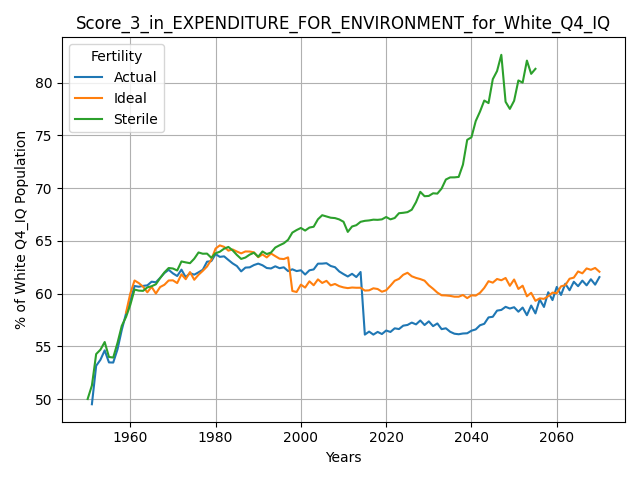 Score_3_in_EXPENDITURE_FOR_ENVIRONMENT_for_White_Q4_IQ
Fertility
Actual
Ideal
Sterile
% of White Q4_IQ Population
80
75
70
65
60
55
50
1960
1980
2000
2020
2040
2060
Years